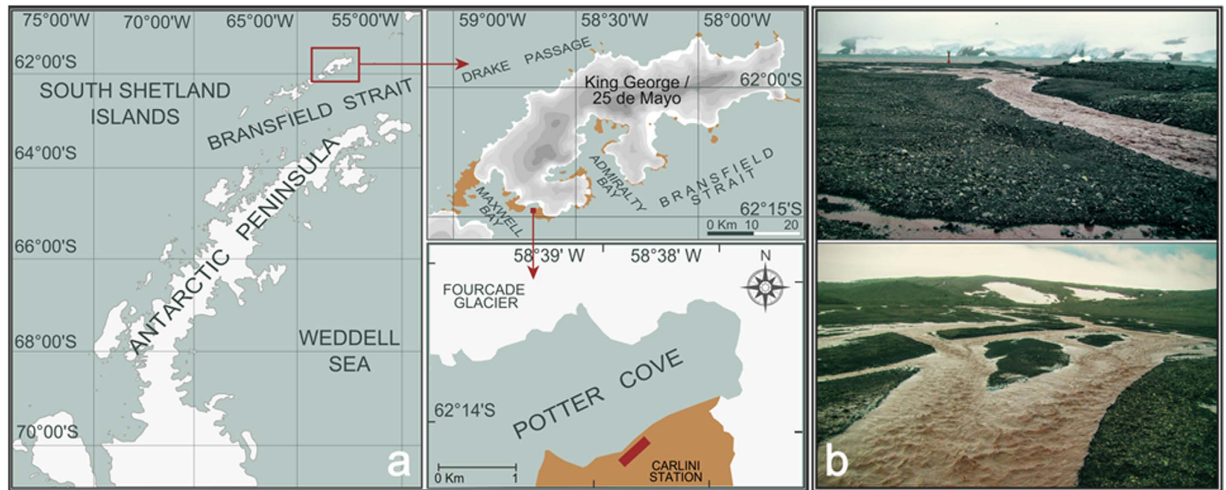 75°00'W 70°00'W 65°00'W 55°00'W
62°00'S
SOUTH SHETLAND
ISLANDS
BRANSFIELD STRAIT
64°00'S
ANTARCTIC PENINSULA
66°00'S
WEDDELL
SEA
68°00'S
70°00'S
a
59°00'W 58°30'W 58°00'W
DRAKE PASSAGE
King George /
25 de Mayo
62°00'S
ADMIRALTY
BAY
BRANSFIELD
STRAIT
MAXWELL
BAY
62°15'S
0 Km 10 20
58°39' W 58°38' W
N
FOURCADE
GLACIER
POTTER COVE
62°14'S
0 Km 1
CARLINI
STATION
b